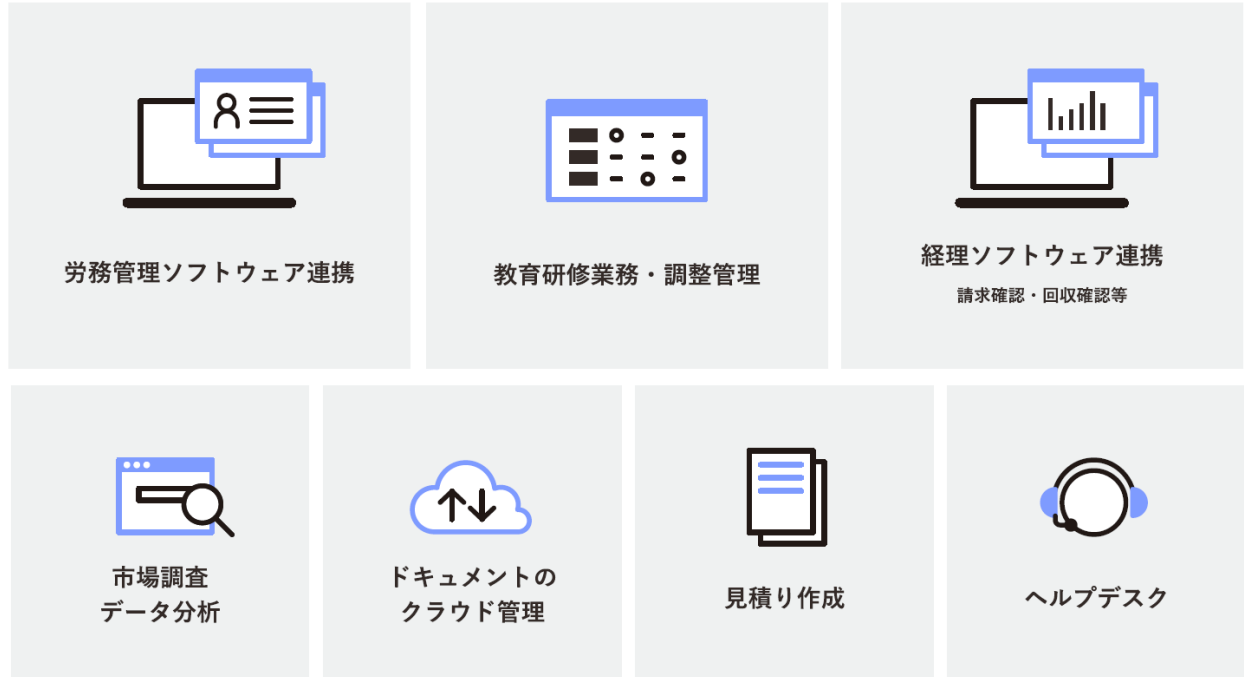 労務管理ソフトウェア連携
教育研修業務・調整管理
経理ソフトウェア連携
請求確認・回収確認等
市場調査
データ分析
ドキュメントの
クラウド管理
見積り作成
ヘルプデスク